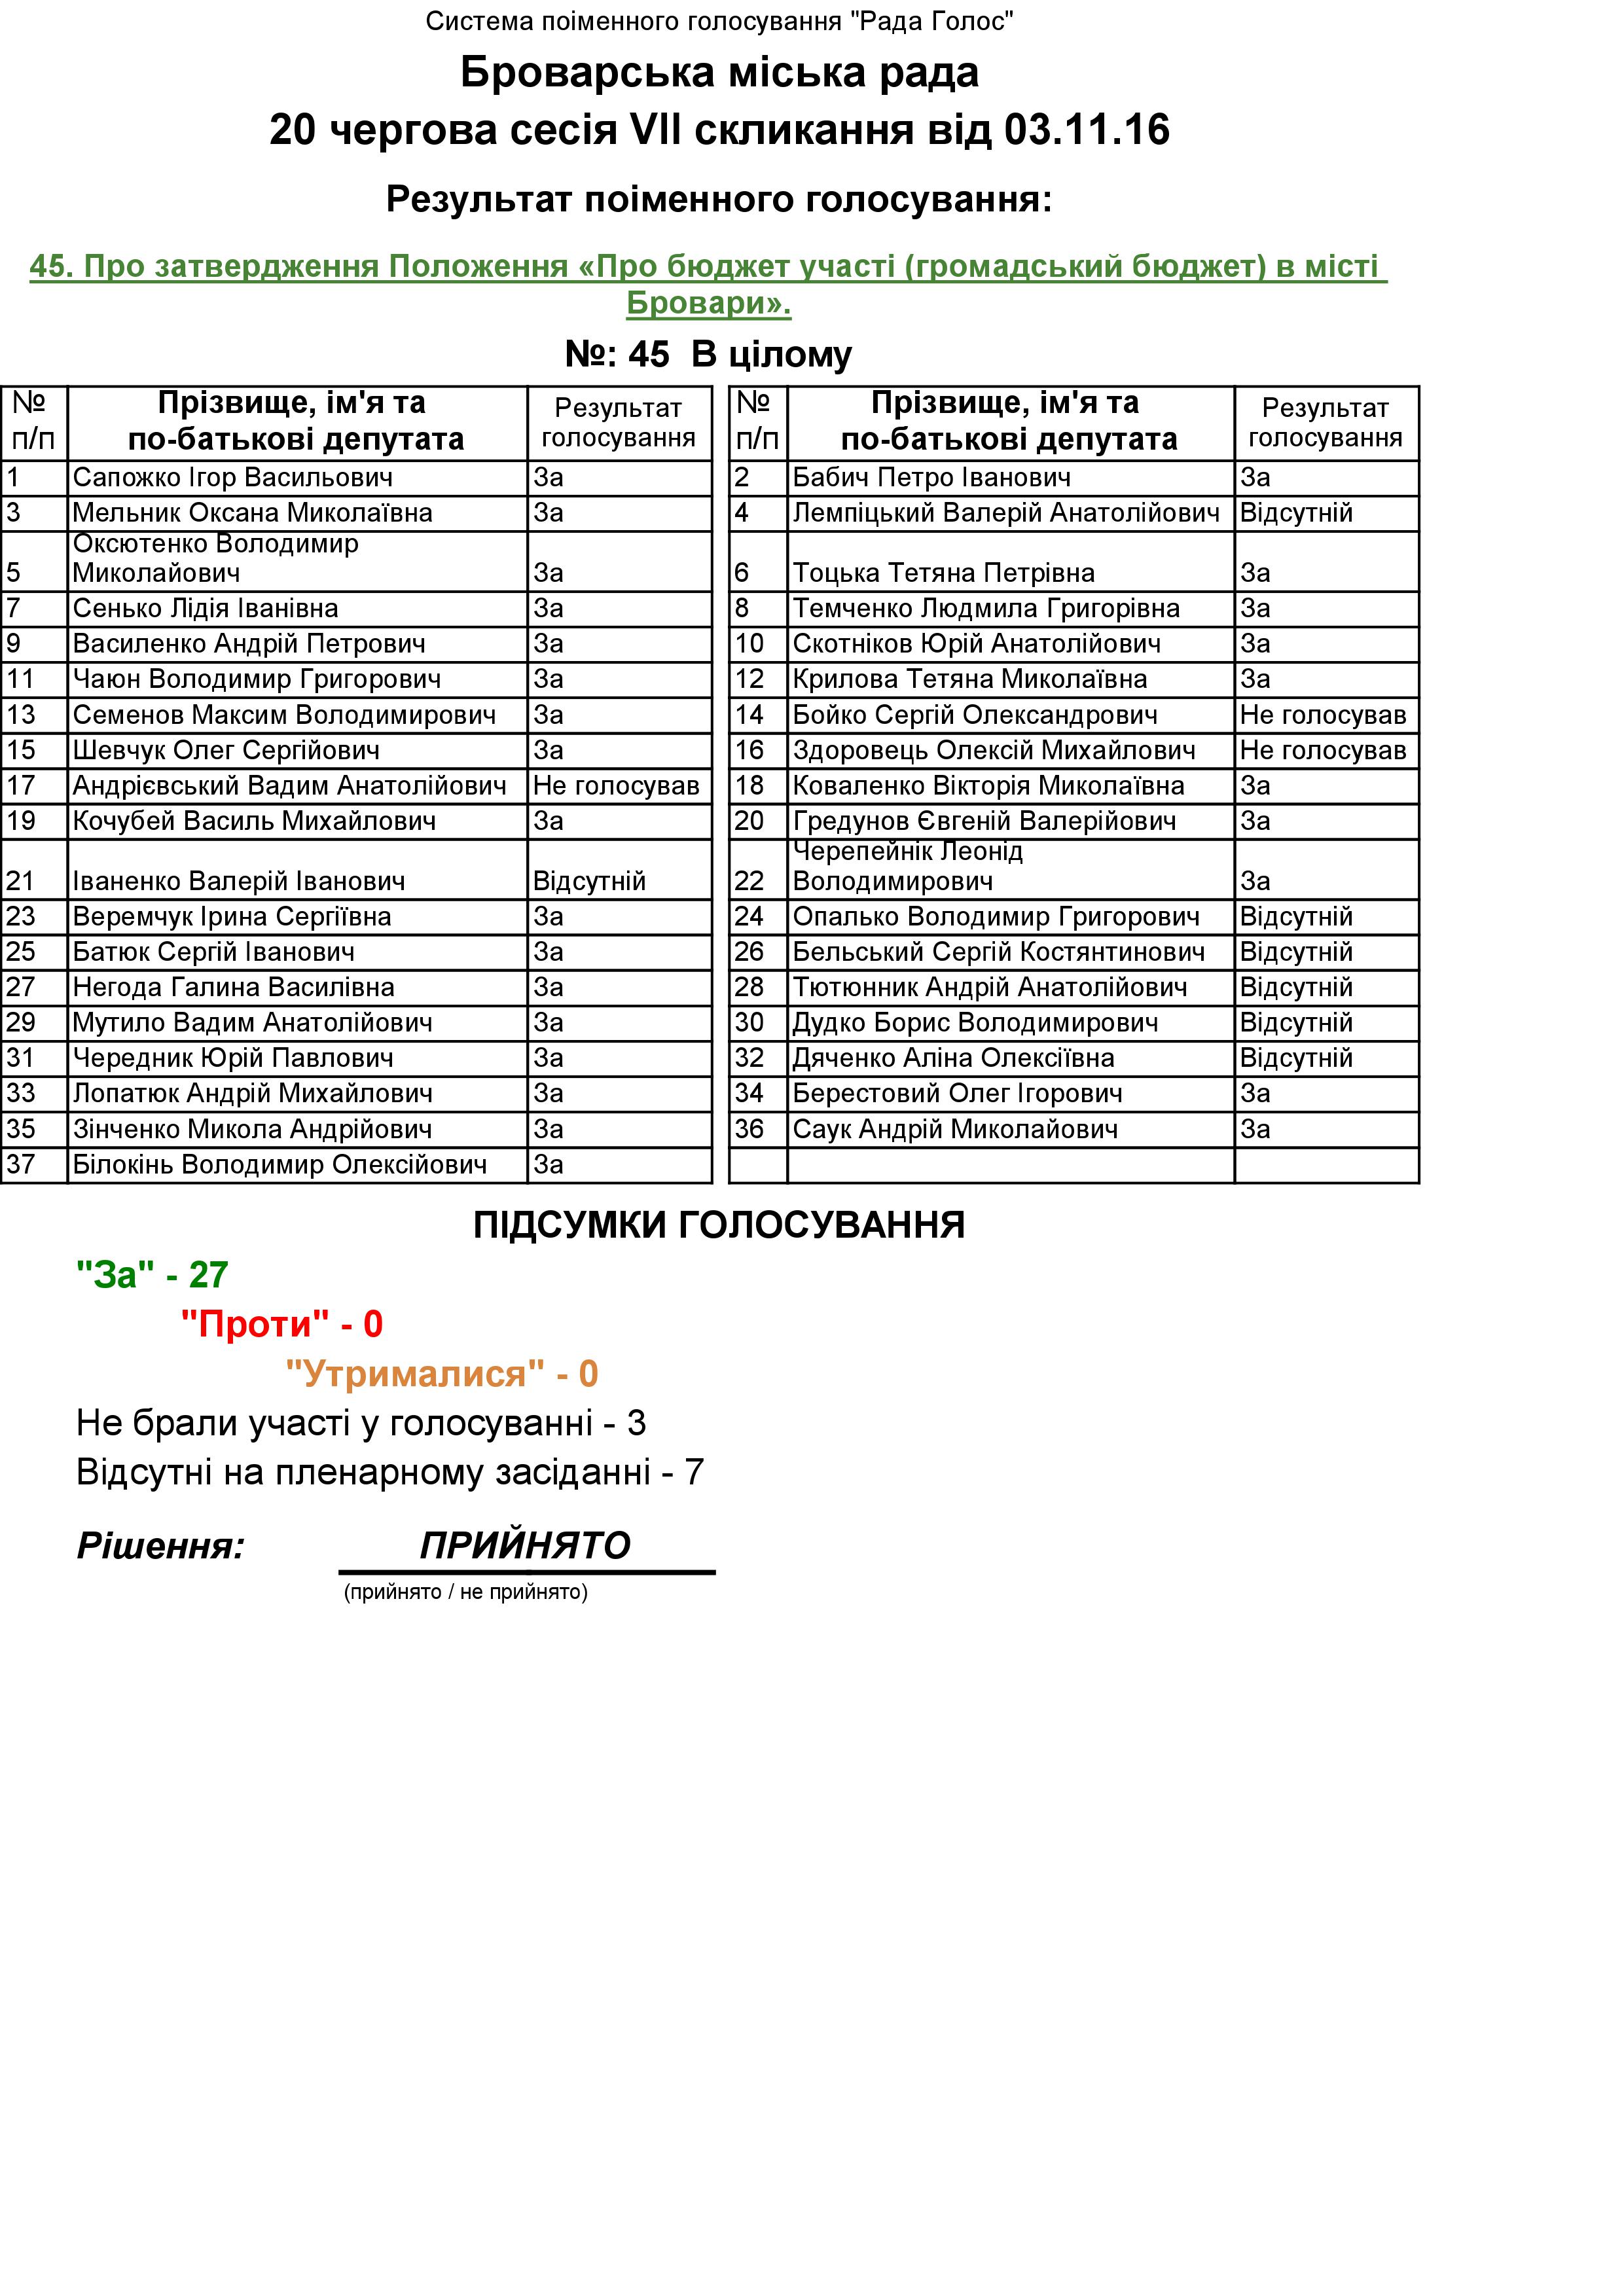 Система поіменного голосування "Рада Голос"
Броварська міська рада
20 чергова сесія VII скликання від 03.11.16
Результат поіменного голосування:
45. Про затвердження Положення «Про бюджет участі (громадський бюджет) в місті
Бровари».
№: 45 В цілому
№ п/п Прізвище, ім'я та по-батькові депутата Результат голосування № п/п Прізвище, ім'я та по-батькові депутата Результат голосування
1 Сапожко Ігор Васильович За 2 Бабич Петро Іванович За
3 Мельник Оксана Миколаївна За 4 Лемпіцький Валерій Анатолійович Відсутній
5 Оксютенко Володимир Миколайович За 6 Тоцька Тетяна Петрівна За
7 Сенько Лідія Іванівна За 8 Темченко Людмила Григорівна За
9 Василенко Андрій Петрович За 10 Скотніков Юрій Анатолійович За
11 Чаюн Володимир Григорович За 12 Крилова Тетяна Миколаївна За
13 Семенов Максим Володимирович За 14 Бойко Сергій Олександрович Не голосував
15 Шевчук Олег Сергійович За 16 Здоровець Олексій Михайлович Не голосував
17 Андрієвський Вадим Анатолійович Не голосував 18 Коваленко Вікторія Миколаївна За
19 Кочубей Василь Михайлович За 20 Гредунов Євгеній Валерійович За
21 Іваненко Валерій Іванович Відсутній 22 Черепейнік Леонід Володимирович За
23 Веремчук Ірина Сергіївна За 24 Опалько Володимир Григорович Відсутній
25 Батюк Сергій Іванович За 26 Бельський Сергій Костянтинович Відсутній
27 Негода Галина Василівна За 28 Тютюнник Андрій Анатолійович Відсутній
29 Мутило Вадим Анатолійович За 30 Дудко Борис Володимирович Відсутній
31 Чередник Юрій Павлович За 32 Дяченко Аліна Олексіївна Відсутній
33 Лопатюк Андрій Михайлович За 34 Берестовий Олег Ігорович За
35 Зінченко Микола Андрійович За 36 Саук Андрій Миколайович За
37 Білокінь Володимир Олексійович За
ПІДСУМКИ ГОЛОСУВАННЯ
"За" - 27
"Проти" - 0
"Утрималися" - 0
Не брали участі у голосуванні - 3
Відсутні на пленарному засіданні - 7
Рішення: ПРИЙНЯТО
(прийнято / не прийнято)